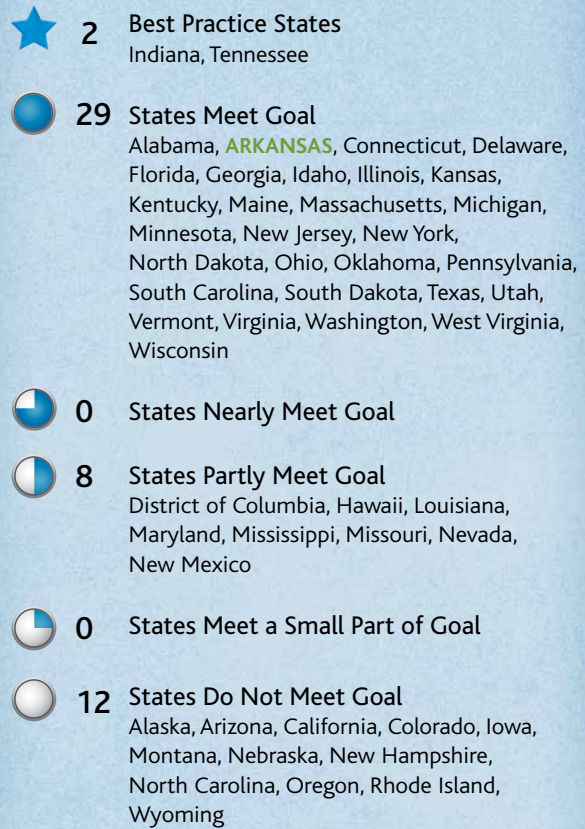 2 Best Practice States
Indiana, Tennessee
29 States Meet Goal
Alabama, ARKANSAS, Connecticut, Delaware,
Florida, Georgia, Idaho, Illinois, Kansas,
Kentucky, Maine, Massachusetts, Michigan,
Minnesota, New Jersey, New York,
North Dakota, Ohio, Oklahoma, Pennsylvania,
South Carolina, South Dakota, Texas, Utah,
Vermont, Virginia, Washington, West Virginia,
Wisconsin
0 States Nearly Meet Goal
8 States Partly Meet Goal
District of Columbia, Hawaii, Louisiana,
Maryland, Mississippi, Missouri, Nevada,
New Mexico
0 States Meet a Small Part of Goal
12 States Do Not Meet Goal
Alaska, Arizona, California, Colorado, Iowa,
Montana, Nebraska, New Hampshire,
North Carolina, Oregon, Rhode Island,
Wyoming